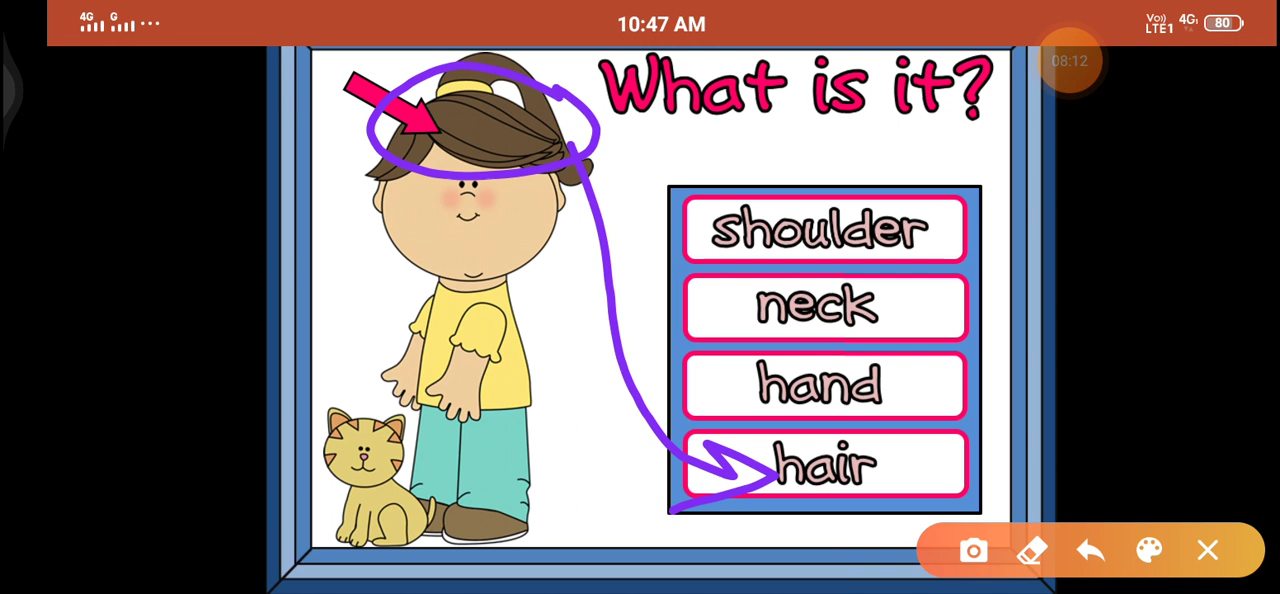 4G G
10:47 AM
Vo)) LTE1 4G 80
08:12
What is it?
shoulder
neck
hand
hair